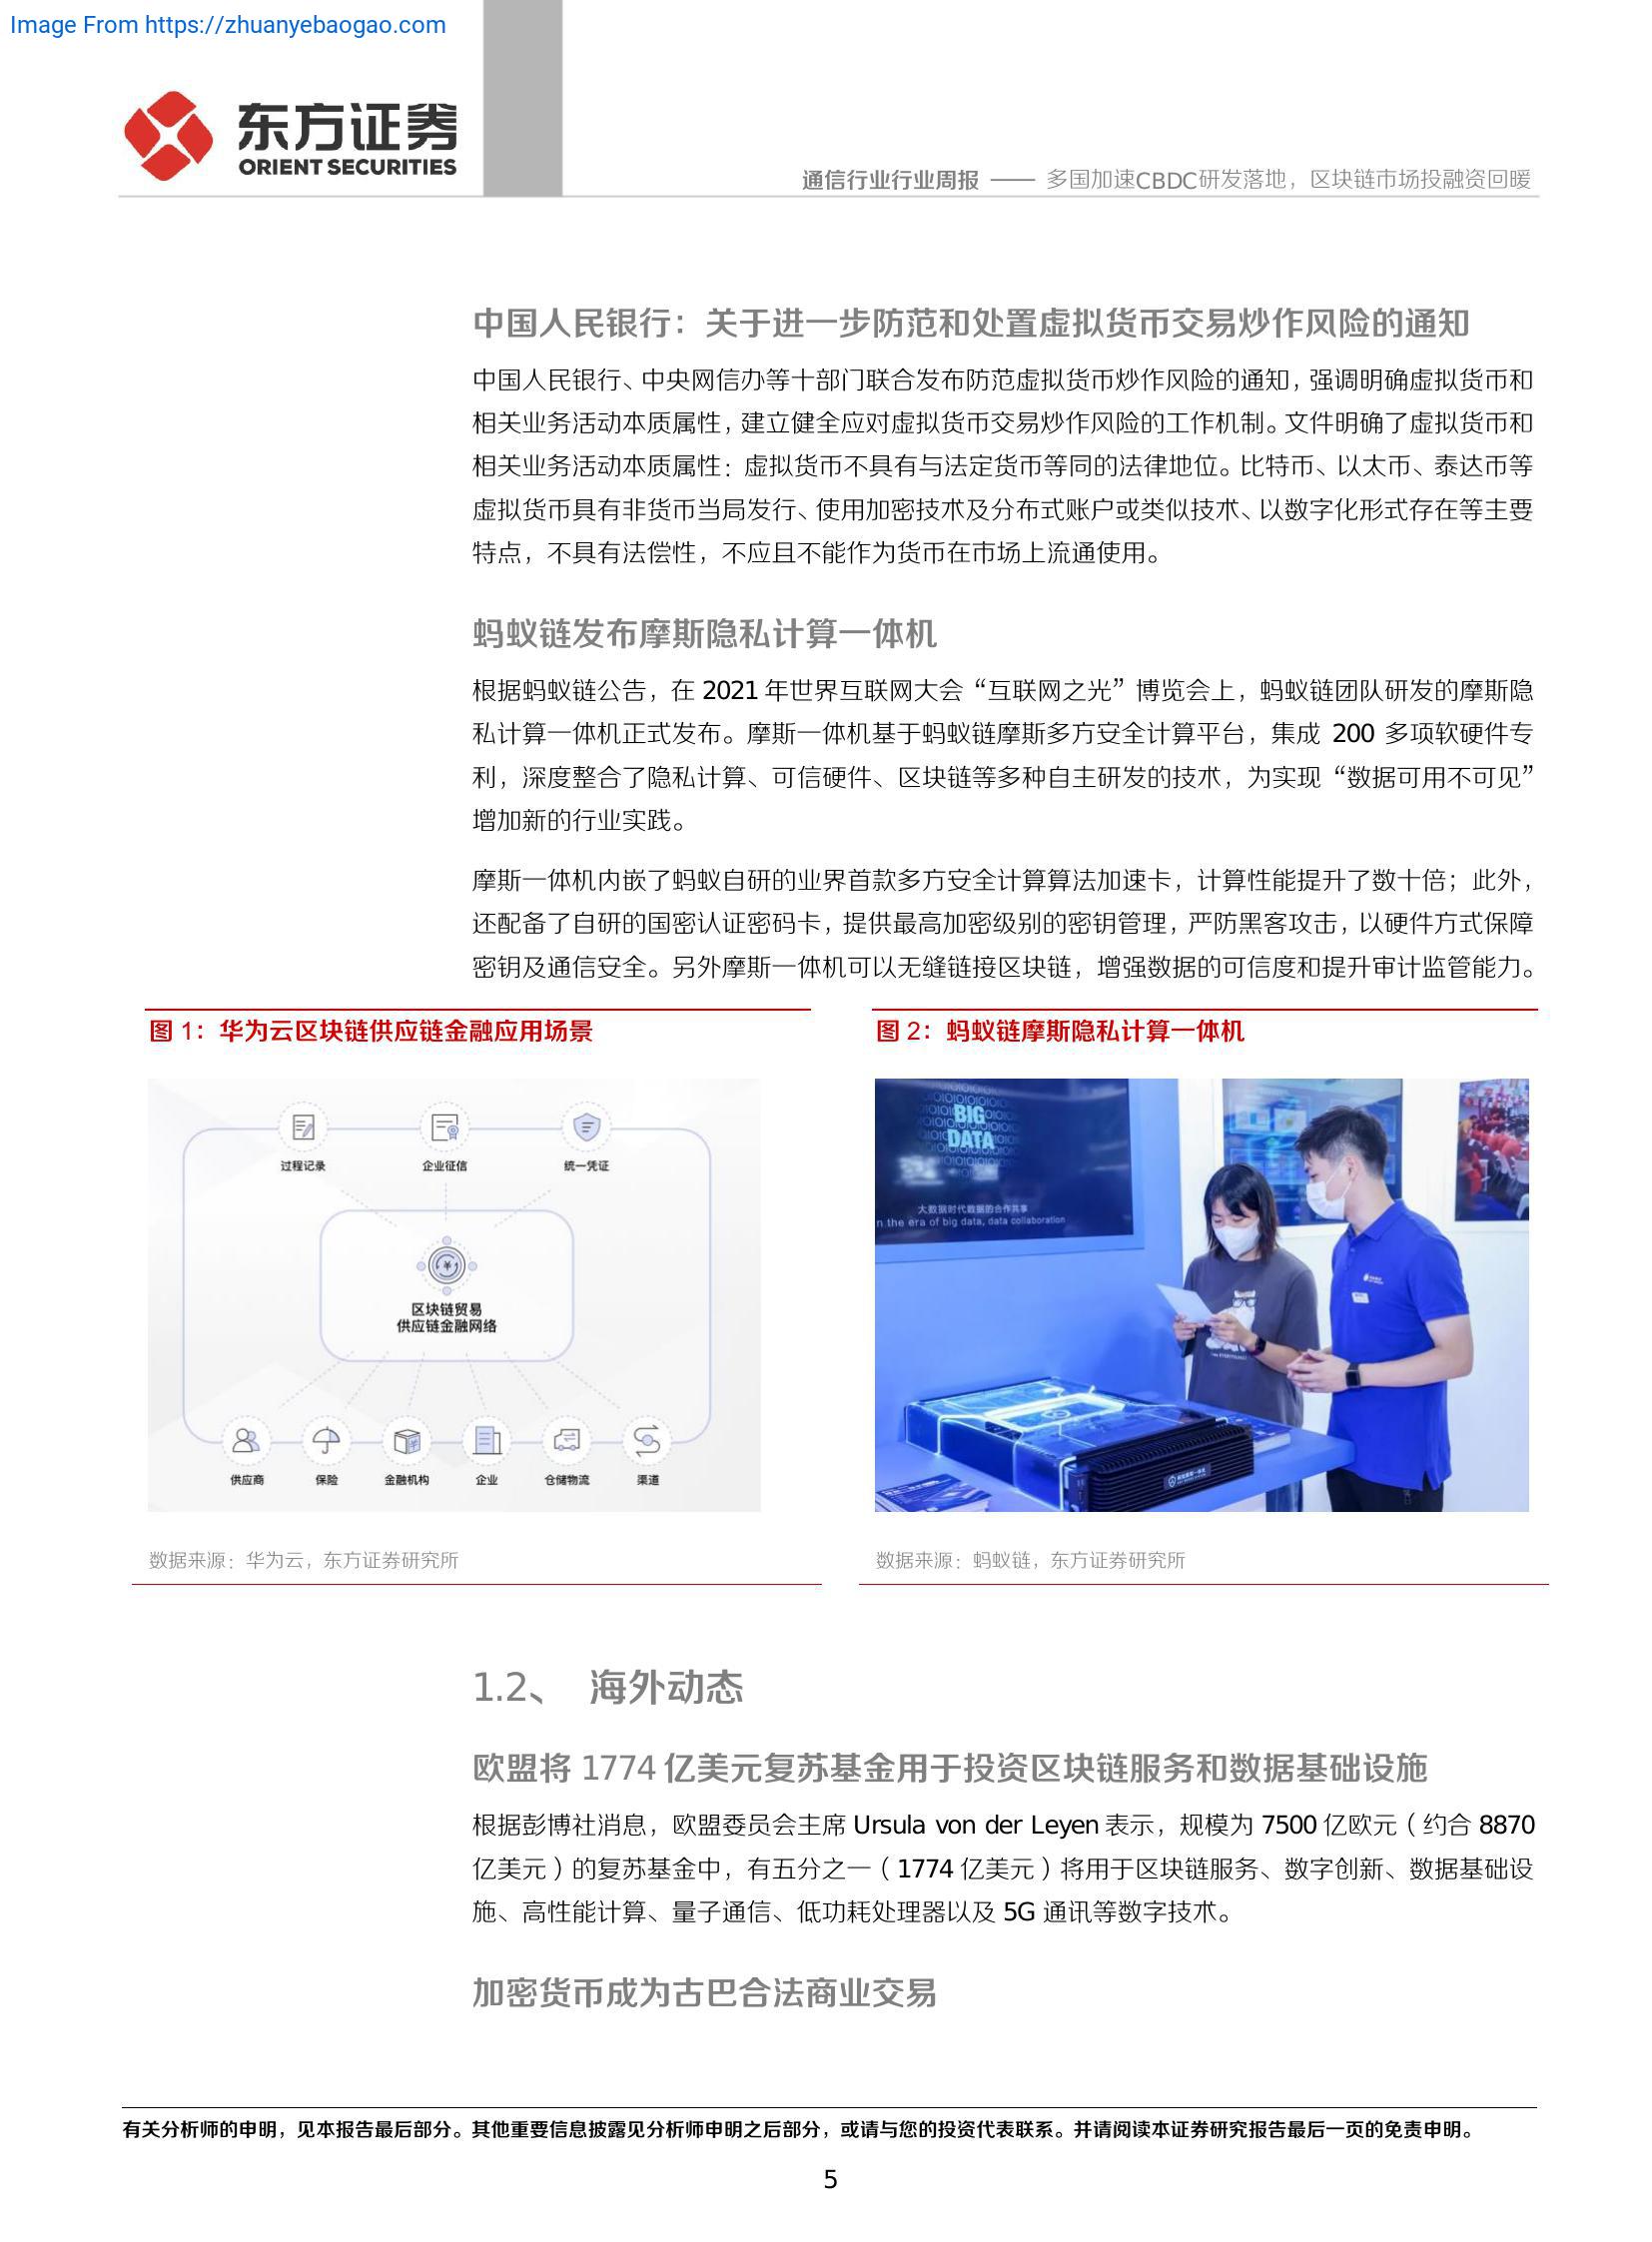 Image From https://zhuanyebaogao.com
东方证券
ORIENT SECURITIES
通信行业行业周报 —— 多国加速CBDC研发落地，区块链市场投融资回暖
中国人民银行：关于进一步防范和处置虚拟货币交易炒作风险的通知
中国人民银行、中央网信办等十部门联合发布防范虚拟货币炒作风险的通知，强调明确虚拟货币和
相关业务活动本质属性，建立健全应对虚拟货币交易炒作风险的工作机制。文件明确了虚拟货币和
相关业务活动本质属性：虚拟货币不具有与法定货币等同的法律地位。比特币、以太币、泰达币等
虚拟货币具有非货币当局发行、使用加密技术及分布式账户或类似技术、以数字化形式存在等主要
特点，不具有法偿性，不应且不能作为货币在市场上流通使用。
蚂蚁链发布摩斯隐私计算一体机
根据蚂蚁链公告，在 2021 年世界互联网大会“互联网之光”博览会上，蚂蚁链团队研发的摩斯隐
私计算一体机正式发布。摩斯一体机基于蚂蚁链摩斯多方安全计算平台，集成 200 多项软硬件专
利，深度整合了隐私计算、可信硬件、区块链等多种自主研发的技术，为实现“数据可用不可见”
增加新的行业实践。
摩斯一体机内嵌了蚂蚁自研的业界首款多方安全计算算法加速卡，计算性能提升了数十倍；此外，
还配备了自研的国密认证密码卡，提供最高加密级别的密钥管理，严防黑客攻击，以硬件方式保障
密钥及通信安全。另外摩斯一体机可以无缝链接区块链，增强数据的可信度和提升审计监管能力。
图 1：华为云区块链供应链金融应用场景
过程记录 企业征信 统一凭证
区块链贸易
供应链金融网络
供应商 保险 金融机构 企业 仓储物流 渠道
数据来源：华为云，东方证券研究所
图 2：蚂蚁链摩斯隐私计算一体机
BIG
DATA
大数据时代数据的合作共享
n the era of big data, data collaboration
数据来源：蚂蚁链，东方证券研究所
1.2、 海外动态
欧盟将 1774 亿美元复苏基金用于投资区块链服务和数据基础设施
根据彭博社消息，欧盟委员会主席 Ursula von der Leyen 表示，规模为 7500 亿欧元（约合 8870
亿美元）的复苏基金中，有五分之一（1774 亿美元）将用于区块链服务、数字创新、数据基础设
施、高性能计算、量子通信、低功耗处理器以及 5G 通讯等数字技术。
加密货币成为古巴合法商业交易
有关分析师的申明，见本报告最后部分。其他重要信息披露见分析师申明之后部分，或请与您的投资代表联系。并请阅读本证券研究报告最后一页的免责申明。
5